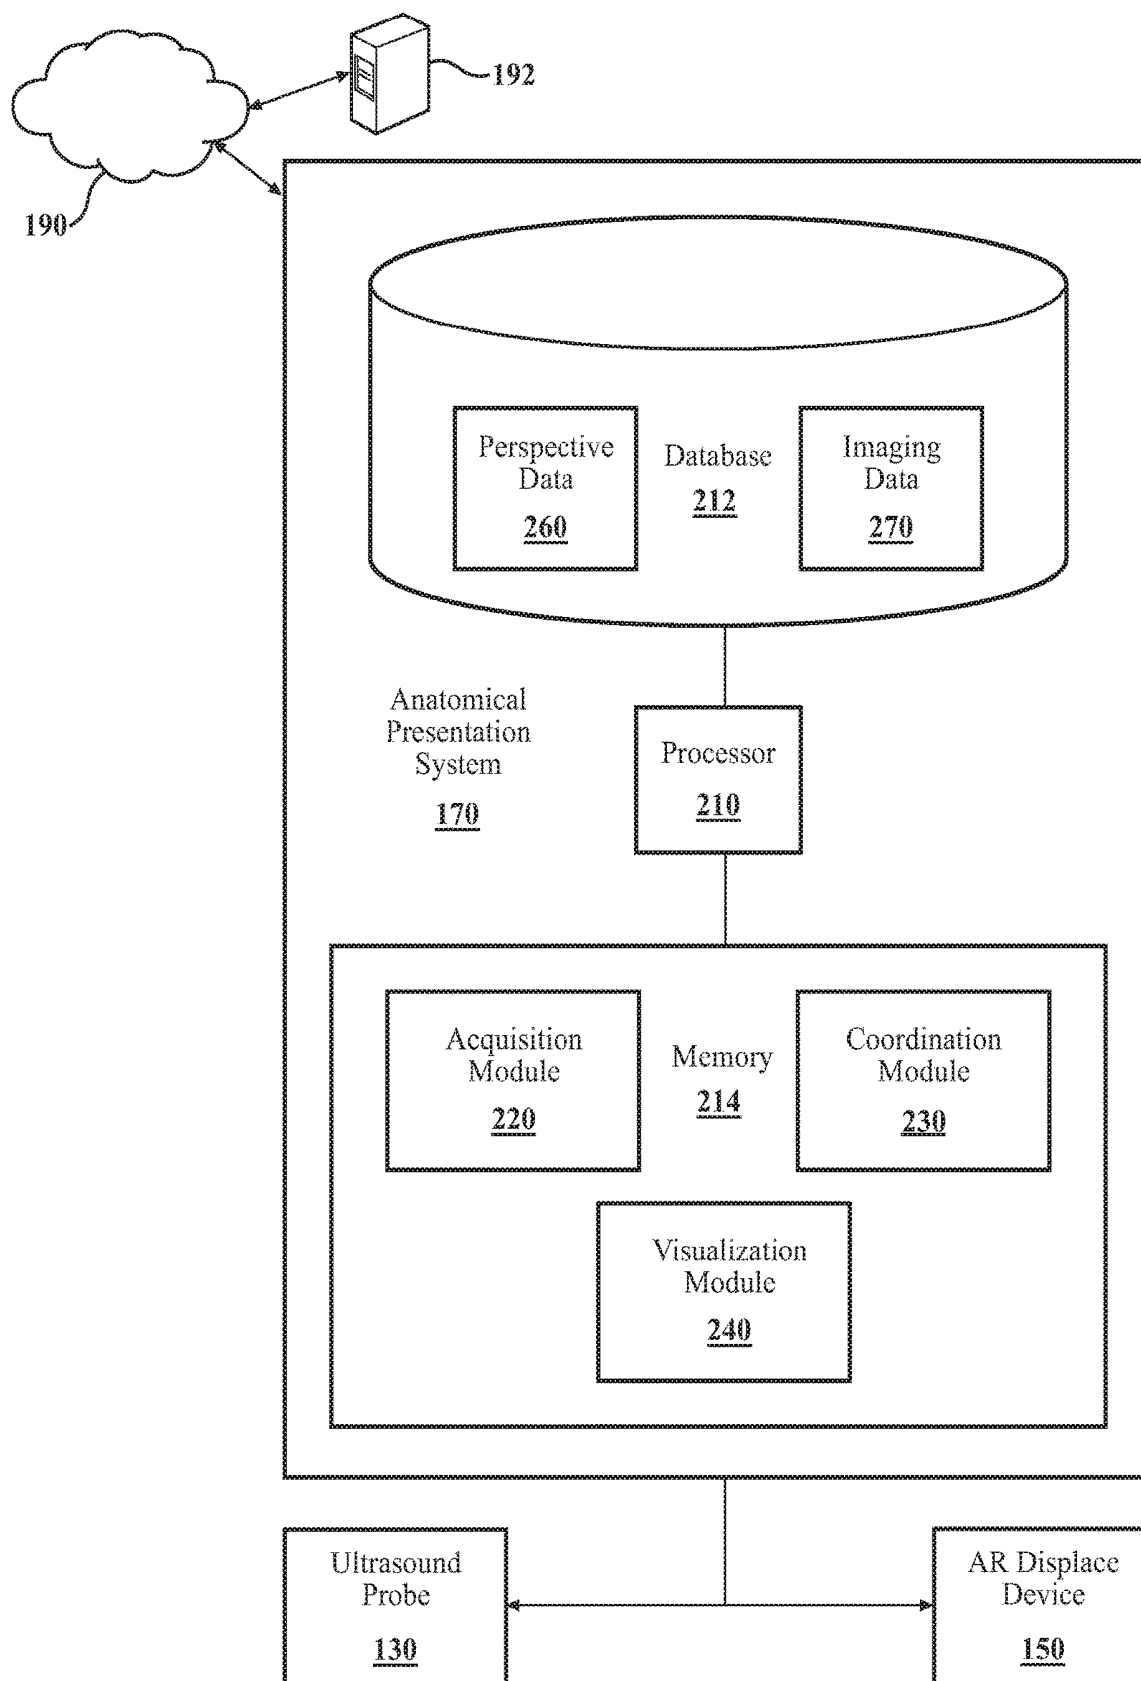 192
190
Perspective
Data
260
Database
212
Imaging
Data
270
Anatomical
Presentation
System
170
Processor
210
Acquisition
Module
220
Memory
214
Coordination
Module
230
Visualization
Module
240
Ultrasound
Probe
130
AR Displace
Device
150